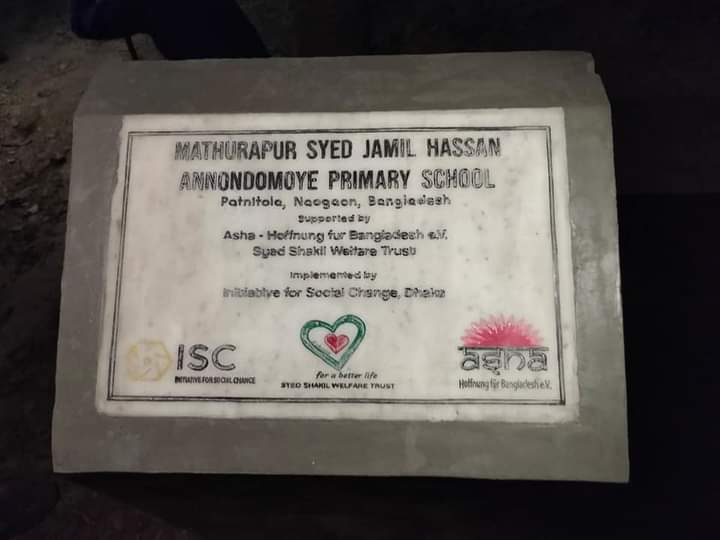 MATHURAPUR SYED JAMIL HASSAN
ANNONDOMOYE PRIMARY SCHOOL
Patnitola, Naogaon, Bangladesh
Supported by
Asha - Hoffnung fur Bangladesh e.V.
Syed Shakil Welfare Trust
Implemented by
Initiative for Social Change, Dhaka
ISC
INITIATIVE FOR SOCIAL CHANGE
for a better life
SYED SHAKIL WELFARE TRUST
asha
Hoffnung für Bangladesh e.V.